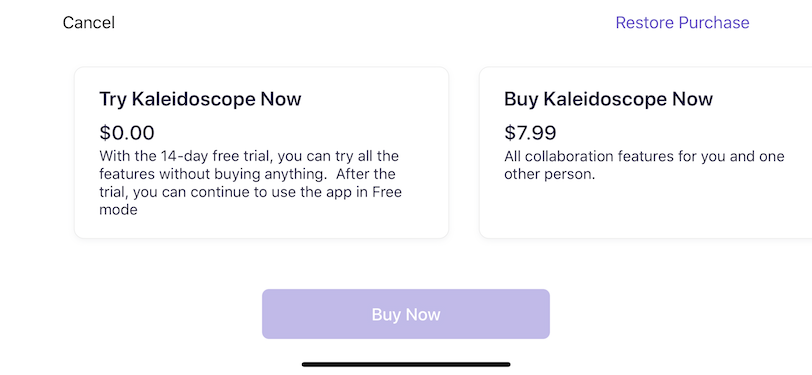 Cancel
Restore Purchase
Try Kaleidoscope Now
$0.00
With the 14-day free trial, you can try all the
features without buying anything.  After the
trial, you can continue to use the app in Free
mode
Buy Kaleidoscope Now
$7.99
All collaboration features for you and one
other person.
Buy Now